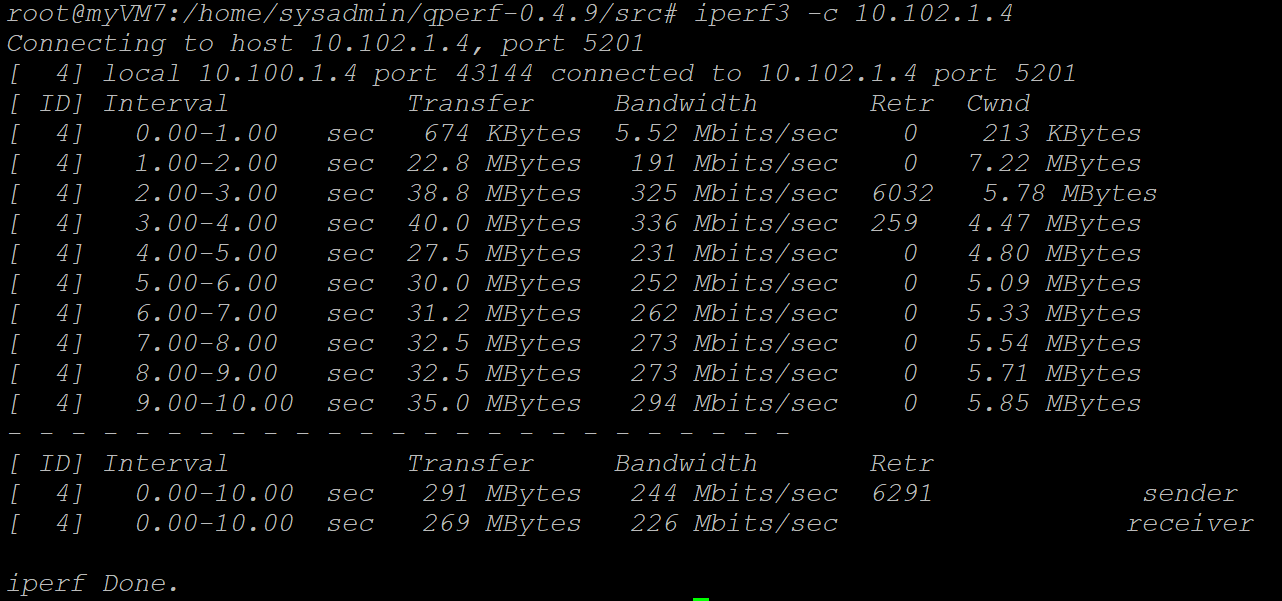 root@myVM7:/home/sysadmin/qperf-0.4.9/src# iperf3 -c 10.102.1.4
Connecting to host 10.102.1.4, port 5201
[  4] local 10.100.1.4 port 43144 connected to 10.102.1.4 port 5201
[ ID] Interval           Transfer     Bandwidth       Retr  Cwnd
[  4]   0.00-1.00   sec   674 KBytes  5.52 Mbits/sec    0    213 KBytes
[  4]   1.00-2.00   sec  22.8 MBytes   191 Mbits/sec    0   7.22 MBytes
[  4]   2.00-3.00   sec  38.8 MBytes   325 Mbits/sec  6032   5.78 MBytes
[  4]   3.00-4.00   sec  40.0 MBytes   336 Mbits/sec  259   4.47 MBytes
[  4]   4.00-5.00   sec  27.5 MBytes   231 Mbits/sec    0   4.80 MBytes
[  4]   5.00-6.00   sec  30.0 MBytes   252 Mbits/sec    0   5.09 MBytes
[  4]   6.00-7.00   sec  31.2 MBytes   262 Mbits/sec    0   5.33 MBytes
[  4]   7.00-8.00   sec  32.5 MBytes   273 Mbits/sec    0   5.54 MBytes
[  4]   8.00-9.00   sec  32.5 MBytes   273 Mbits/sec    0   5.71 MBytes
[  4]   9.00-10.00  sec  35.0 MBytes   294 Mbits/sec    0   5.85 MBytes
- - - - - - - - - - - - - - - - - - - - - - - - -
[ ID] Interval           Transfer     Bandwidth       Retr
[  4]   0.00-10.00  sec   291 MBytes   244 Mbits/sec  6291             sender
[  4]   0.00-10.00  sec   269 MBytes   226 Mbits/sec                  receiver
iperf Done.